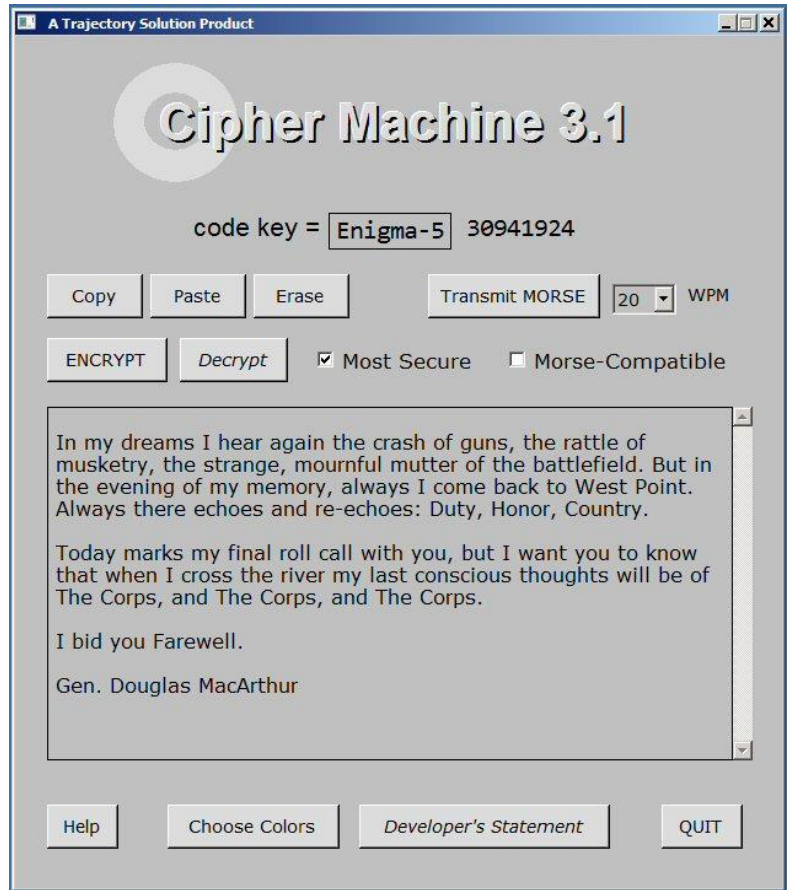 A Trajectory Solution Product
Cipher Machine 3.1
code key = Enigma-5 30941924
Copy Paste Erase Transmit MORSE 20 WPM
ENCRYPT Decrypt Most Secure Morse-Compatible
In my dreams I hear again the crash of guns, the rattle of
musketry, the strange, mournful mutter of the battlefield. But in
the evening of my memory, always I come back to West Point.
Always there echoes and re-echoes: Duty, Honor, Country.
Today marks my final roll call with you, but I want you to know
that when I cross the river my last conscious thoughts will be of
The Corps, and The Corps, and The Corps.
I bid you Farewell.
Gen. Douglas MacArthur
Help Choose Colors Developer's Statement QUIT